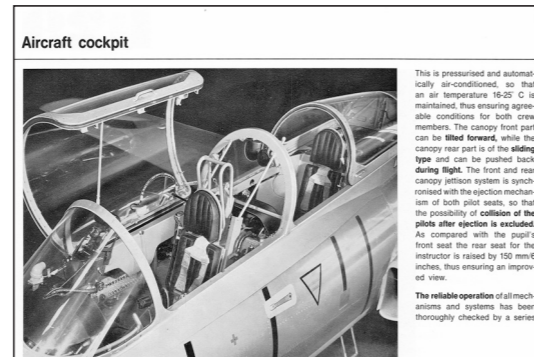 Aircraft cockpit
This is pressurised and automat-
ically air-conditioned, so that
an air temperature 16-25° C is
maintained, thus ensuring agree-
able conditions for both crew
members. The canopy front part
can be tilted forward, while the
canopy rear part is of the sliding
type and can be pushed back
during flight. The front and rear
canopy jettison system is synch-
ronised with the ejection mechan-
ism of both pilot seats, so that
the possibility of collision of the
pilots after ejection is excluded.
As compared with the pupil's
front seat the rear seat for the
instructor is raised by 150 mm/6
inches, thus ensuring an improv-
ed view.
The reliable operation of all mech-
anisms and systems has been
thoroughly checked by a series